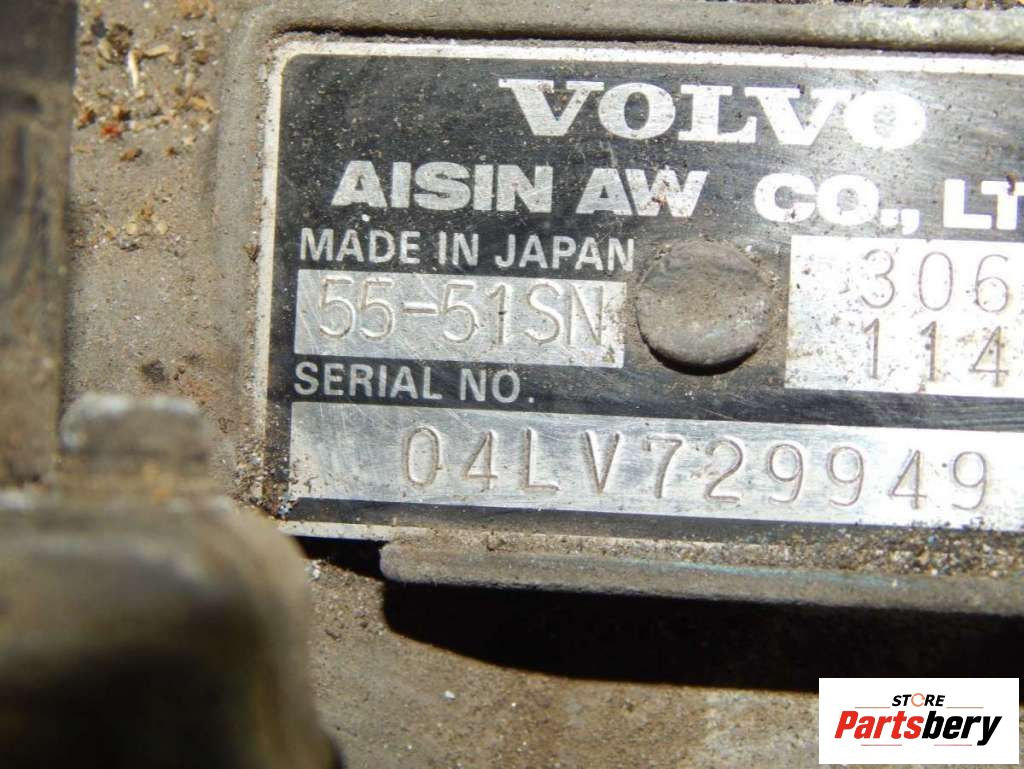 VOLVO
AISIN AW CO., LT
MADE IN JAPAN
306
55-51SN
114
SERIAL NO.
04LV729949
STORE
Partsbery